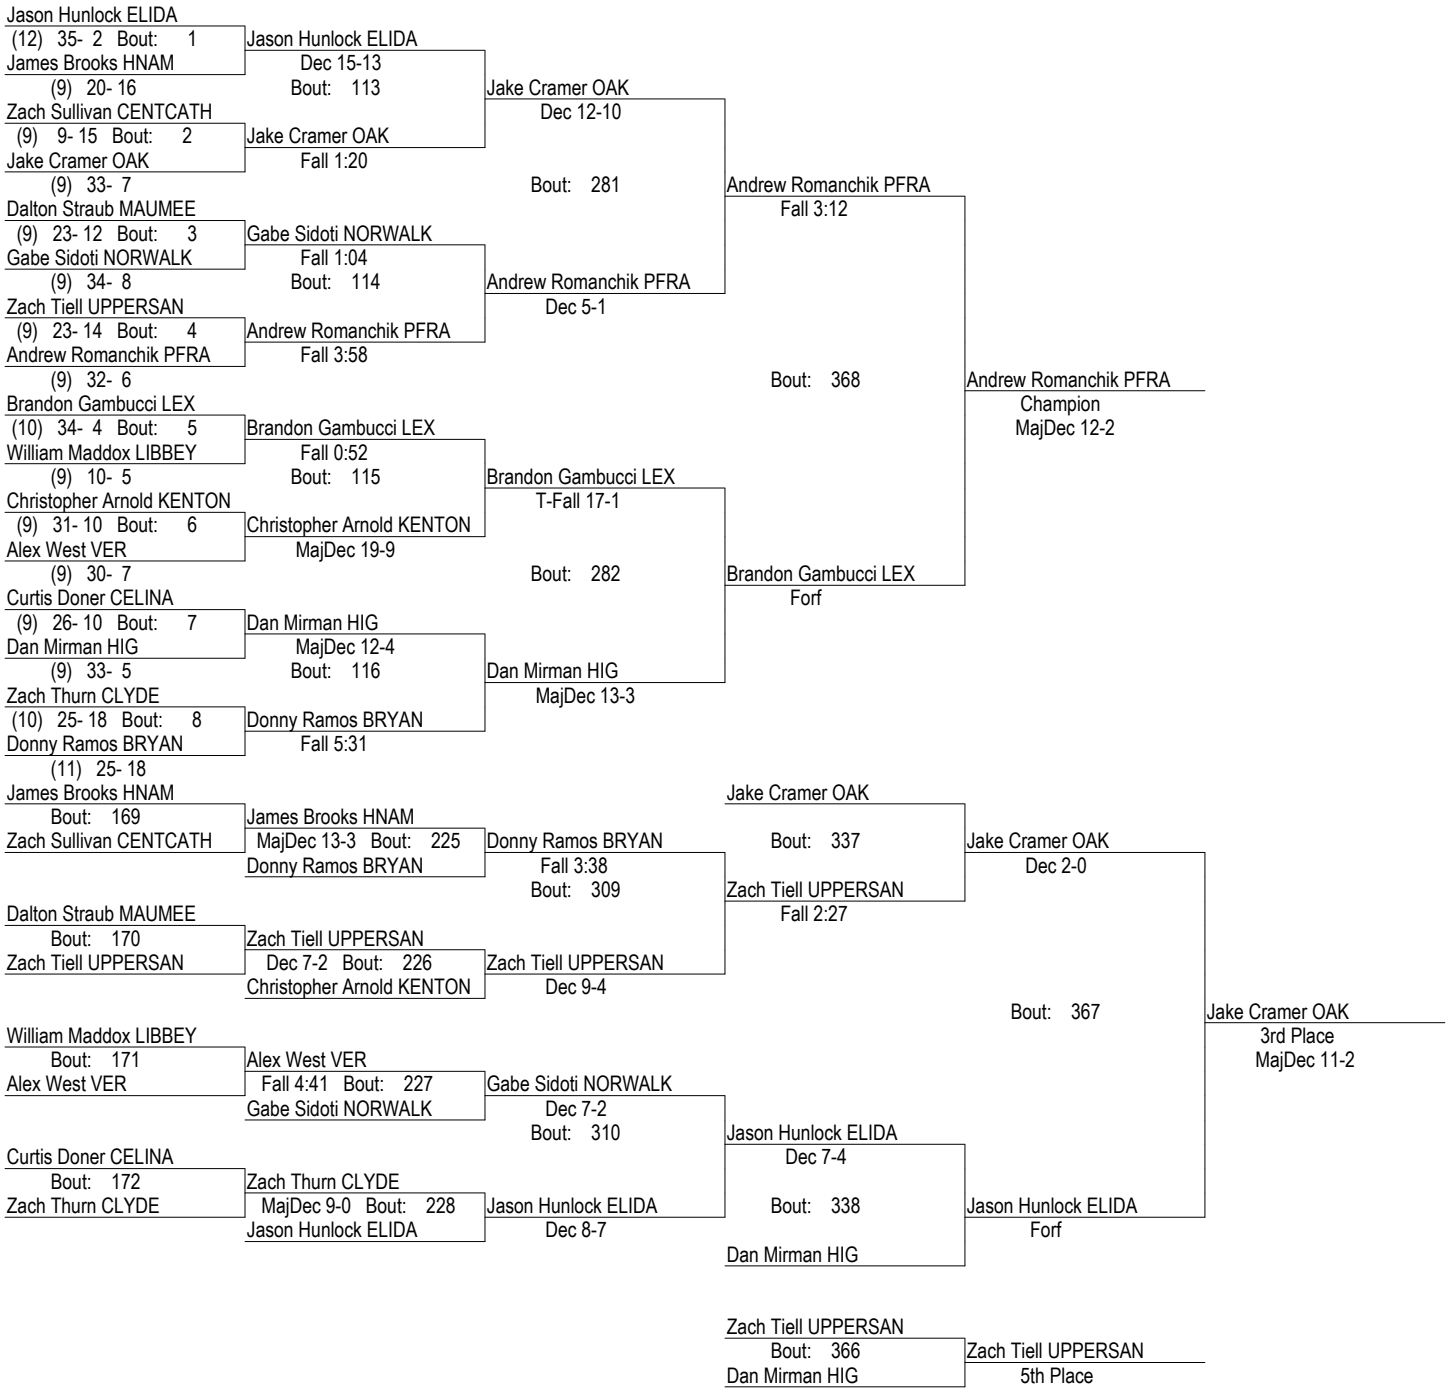 Jason Hunlock ELIDA
(12) 35- 2 Bout: 1 Jason Hunlock ELIDA
James Brooks HNAM Dec 15-13
(9) 20- 16 Bout: 113 Jake Cramer OAK
Zach Sullivan CENTCATH Dec 12-10
(9) 9- 15 Bout: 2 Jake Cramer OAK
Jake Cramer OAK Fall 1:20
(9) 33- 7 Bout: 281 Andrew Romanchik PFRA
Dalton Straub MAUMEE Fall 3:12
(9) 23- 12 Bout: 3 Gabe Sidoti NORWALK
Gabe Sidoti NORWALK Fall 1:04
(9) 34- 8 Bout: 114 Andrew Romanchik PFRA
Zach Tiell UPPERSAN Dec 5-1
(9) 23- 14 Bout: 4 Andrew Romanchik PFRA
Andrew Romanchik PFRA Fall 3:58
(9) 32- 6 Bout: 368 Andrew Romanchik PFRA
Brandon Gambucci LEX Champion
(10) 34- 4 Bout: 5 Brandon Gambucci LEX MajDec 12-2
William Maddox LIBBEY Fall 0:52
(9) 10- 5 Bout: 115 Brandon Gambucci LEX
Christopher Arnold KENTON T-Fall 17-1
(9) 31- 10 Bout: 6 Christopher Arnold KENTON
Alex West VER MajDec 19-9
(9) 30- 7 Bout: 282 Brandon Gambucci LEX
Curtis Doner CELINA Forf
(9) 26- 10 Bout: 7 Dan Mirman HIG
Dan Mirman HIG MajDec 12-4
(9) 33- 5 Bout: 116 Dan Mirman HIG
Zach Thurn CLYDE MajDec 13-3
(10) 25- 18 Bout: 8 Donny Ramos BRYAN
Donny Ramos BRYAN Fall 5:31
(11) 25- 18
James Brooks HNAM Jake Cramer OAK
Bout: 169 James Brooks HNAM
Zach Sullivan CENTCATH MajDec 13-3 Bout: 225 Donny Ramos BRYAN Bout: 337 Jake Cramer OAK
Donny Ramos BRYAN Fall 3:38 Dec 2-0
Bout: 309 Zach Tiell UPPERSAN
Dalton Straub MAUMEE Fall 2:27
Bout: 170 Zach Tiell UPPERSAN
Zach Tiell UPPERSAN Dec 7-2 Bout: 226 Zach Tiell UPPERSAN
Christopher Arnold KENTON Dec 9-4
Bout: 367 Jake Cramer OAK
William Maddox LIBBEY 3rd Place
Bout: 171 Alex West VER MajDec 11-2
Alex West VER Fall 4:41 Bout: 227 Gabe Sidoti NORWALK
Gabe Sidoti NORWALK Dec 7-2
Bout: 310 Jason Hunlock ELIDA
Curtis Doner CELINA Dec 7-4
Bout: 172 Zach Thurn CLYDE
Zach Thurn CLYDE MajDec 9-0 Bout: 228 Jason Hunlock ELIDA Bout: 338 Jason Hunlock ELIDA
Jason Hunlock ELIDA Dec 8-7 Forf
Dan Mirman HIG
Zach Tiell UPPERSAN
Bout: 366 Zach Tiell UPPERSAN
Dan Mirman HIG 5th Place